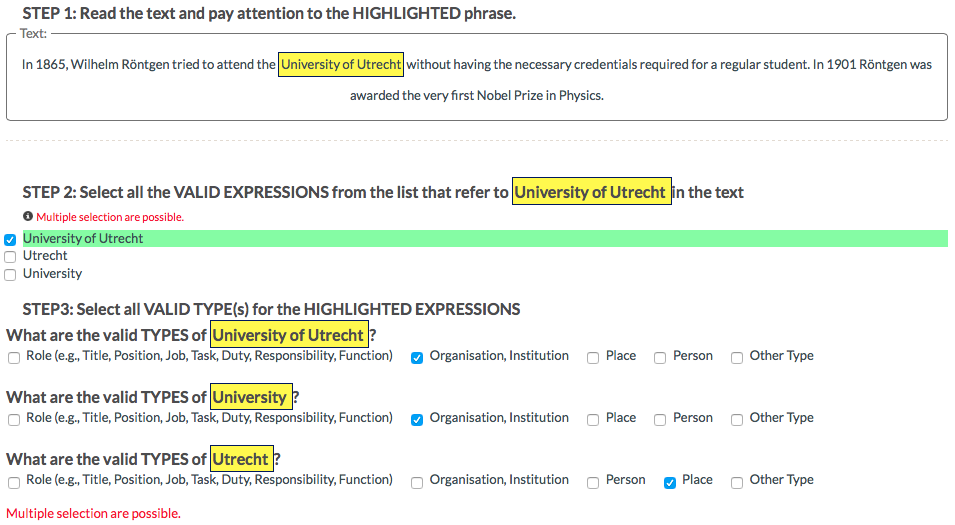 STEP 1: Read the text and pay attention to the HIGHLIGHTED phrase.
Text:
In 1865, Wilhelm Röntgen tried to attend the University of Utrecht without having the necessary credentials required for a regular student. In 1901 Röntgen was
awarded the very first Nobel Prize in Physics.
STEP 2: Select all the VALID EXPRESSIONS from the list that refer to University of Utrecht in the text
Multiple selection are possible.
University of Utrecht
Utrecht
University
STEP3: Select all VALID TYPE(s) for the HIGHLIGHTED EXPRESSIONS
What are the valid TYPES of University of Utrecht ?
Role (e.g., Title, Position, Job, Task, Duty, Responsibility, Function) Organisation, Institution Place Person Other Type
What are the valid TYPES of University ?
Role (e.g., Title, Position, Job, Task, Duty, Responsibility, Function) Organisation, Institution Place Person Other Type
What are the valid TYPES of Utrecht ?
Role (e.g., Title, Position, Job, Task, Duty, Responsibility, Function) Organisation, Institution Person Place Other Type
Multiple selection are possible.